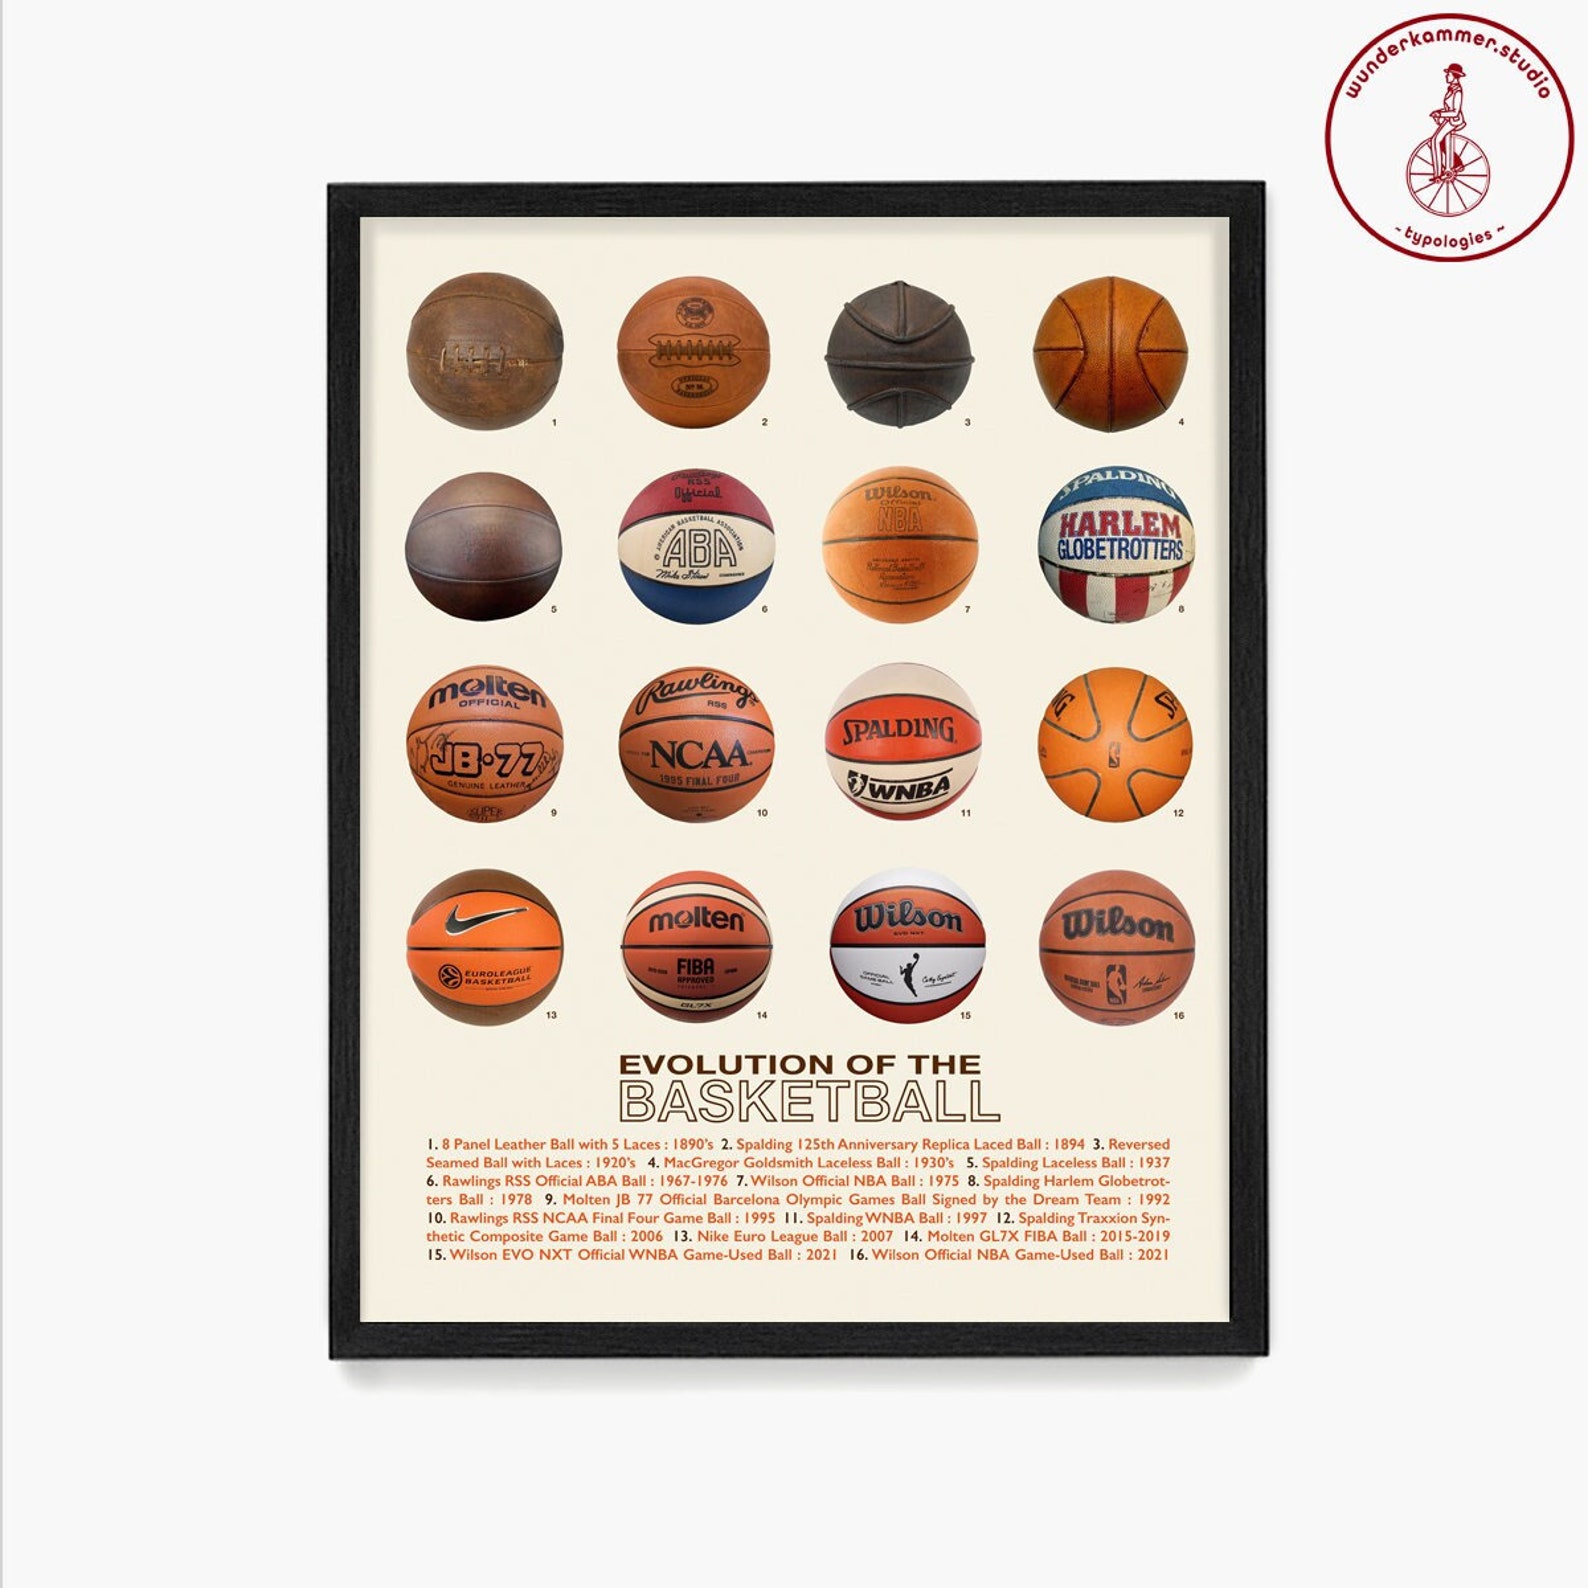 wunderkammer.studio
~ typologies ~
1
2
3
4
5
Rawlings
RSS
Official
© AMERICAN BASKETBALL ASSOCIATION
ABA
6
Wilson
Official
NBA
7
SPALDING
HARLEM
GLOBETROTTERS
8
molten
OFFICIAL
JB•77
GENUINE LEATHER
SUPER
9
Rawlings
RSS
NCAA
1995 FINAL FOUR
10
SPALDING
WNBA
11
12
EUROLEAGUE
BASKETBALL
13
molten
FIBA
APPROVED
GL7X
14
Wilson
EVO NXT
OFFICIAL
GAME BALL
15
Wilson
16
EVOLUTION OF THE
BASKETBALL
1. 8 Panel Leather Ball with 5 Laces : 1890's 2. Spalding 125th Anniversary Replica Laced Ball : 1894 3. Reversed
Seamed Ball with Laces : 1920's 4. MacGregor Goldsmith Laceless Ball : 1930's 5. Spalding Laceless Ball : 1937
6. Rawlings RSS Official ABA Ball : 1967-1976 7. Wilson Official NBA Ball : 1975 8. Spalding Harlem Globetrot-
ters Ball : 1978 9. Molten JB 77 Official Barcelona Olympic Games Ball Signed by the Dream Team : 1992
10. Rawlings RSS NCAA Final Four Game Ball : 1995 11. Spalding WNBA Ball : 1997 12. Spalding Traxxion Syn-
thetic Composite Game Ball : 2006 13. Nike Euro League Ball : 2007 14. Molten GL7X FIBA Ball : 2015-2019
15. Wilson EVO NXT Official WNBA Game-Used Ball : 2021 16. Wilson Official NBA Game-Used Ball : 2021